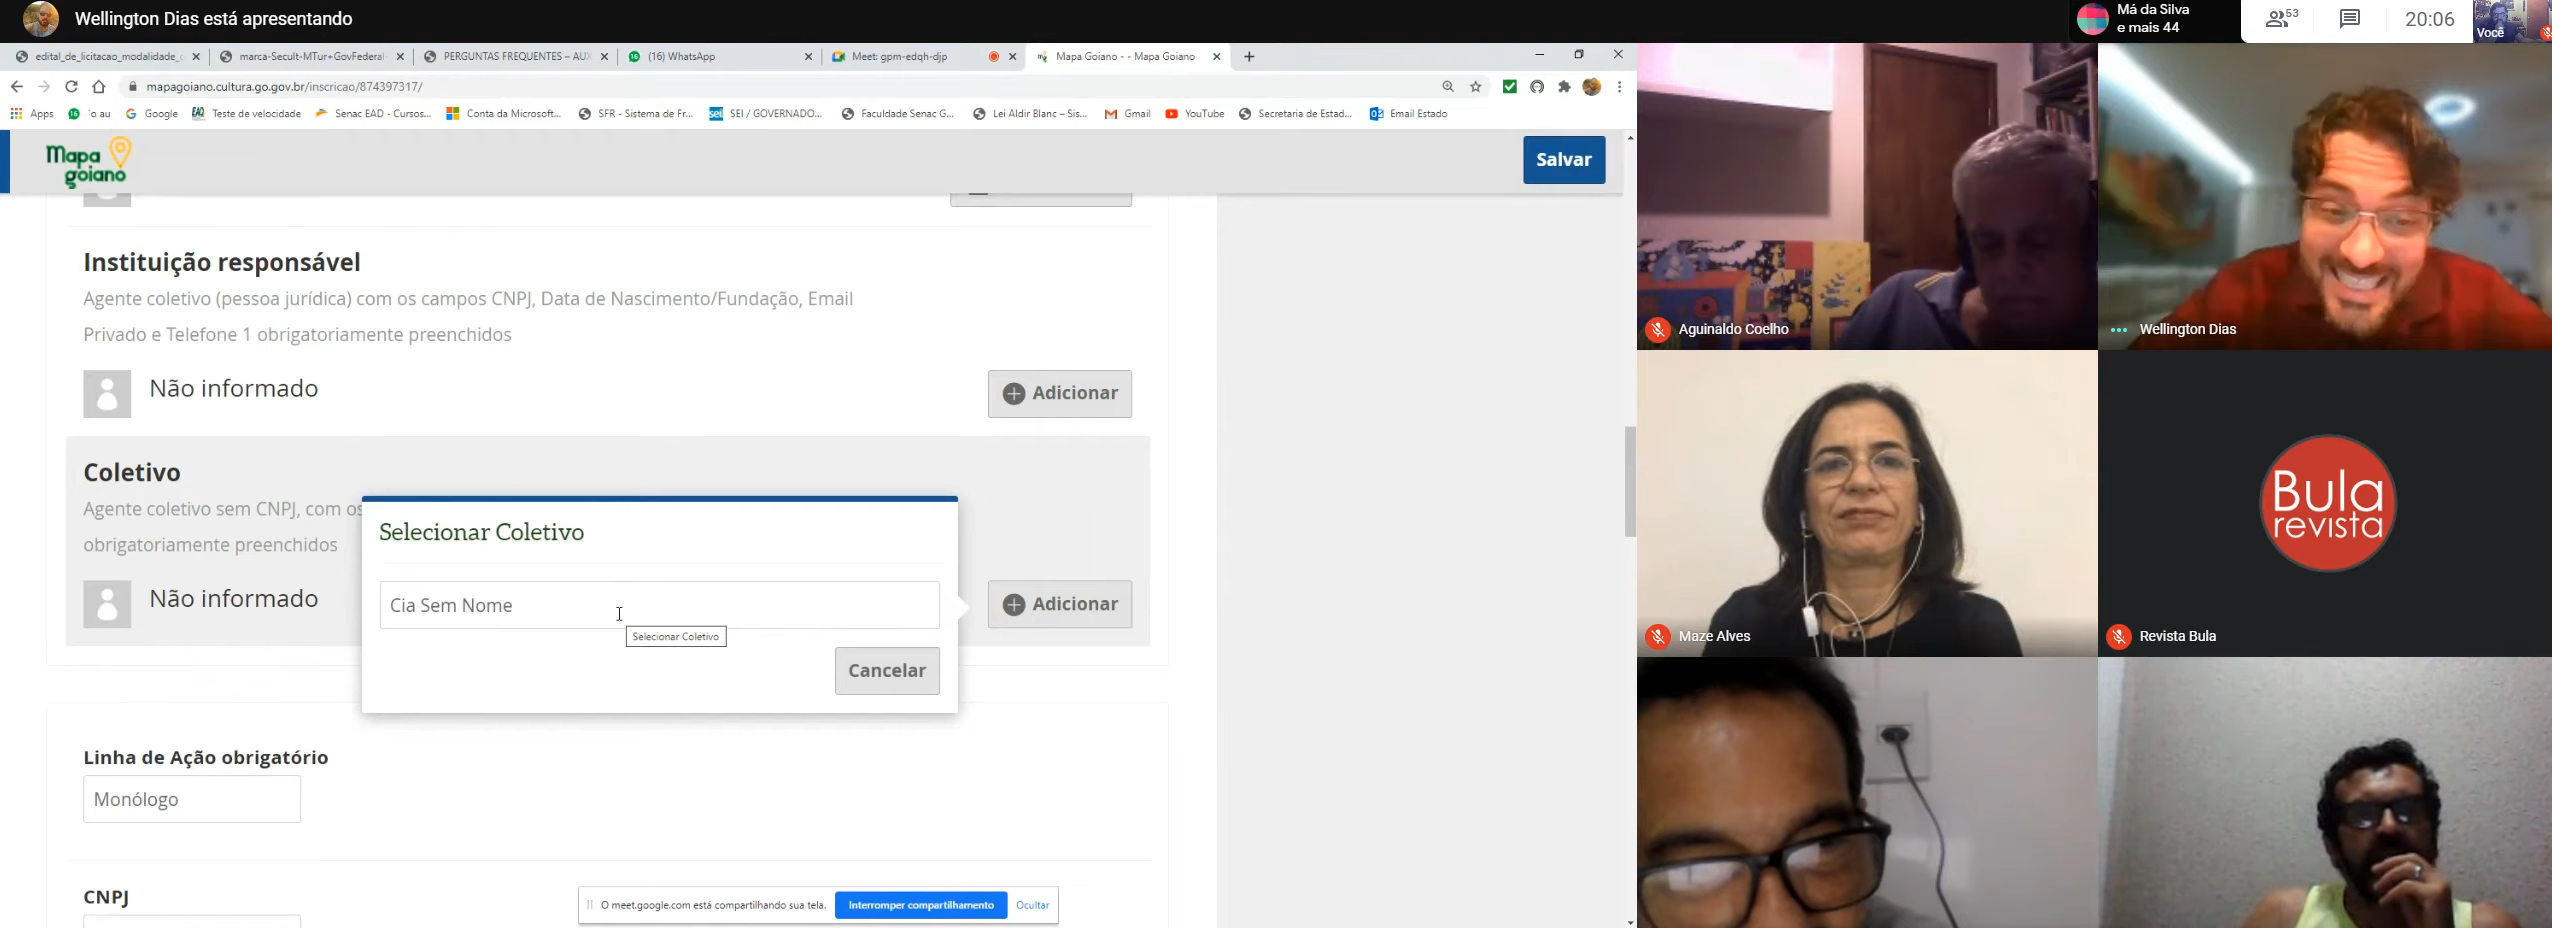 Wellington Dias está apresentando
Má da Silva
e mais 44
53
20:06
Você
edital_de_licitacao_modalidade_
marca-Secult-MTur+GovFederal
PERGUNTAS FREQUENTES – AUX
(16) WhatsApp
Meet: gpm-edqh-djp
Mapa Goiano - - Mapa Goiano
mapagoiano.cultura.go.gov.br/inscricao/874397317/
Apps
Google
Teste de velocidade
Senac EAD - Cursos...
Conta da Microsoft...
SFR - Sistema de Fr...
SEI / GOVERNADO...
Faculdade Senac G...
Lei Aldir Blanc – Sis...
Gmail
YouTube
Secretaria de Estad...
Email Estado
Mapa
goiano
Salvar
Instituição responsável
Agente coletivo (pessoa jurídica) com os campos CNPJ, Data de Nascimento/Fundação, Email
Privado e Telefone 1 obrigatoriamente preenchidos
Não informado
Adicionar
Coletivo
Agente coletivo sem CNPJ, com os
obrigatoriamente preenchidos
Não informado
Adicionar
Selecionar Coletivo
Cia Sem Nome
Selecionar Coletivo
Cancelar
Linha de Ação obrigatório
Monólogo
CNPJ
O meet.google.com está compartilhando sua tela.
Interromper compartilhamento
Ocultar
Aguinaldo Coelho
Wellington Dias
Maze Alves
Bula
revista
Revista Bula